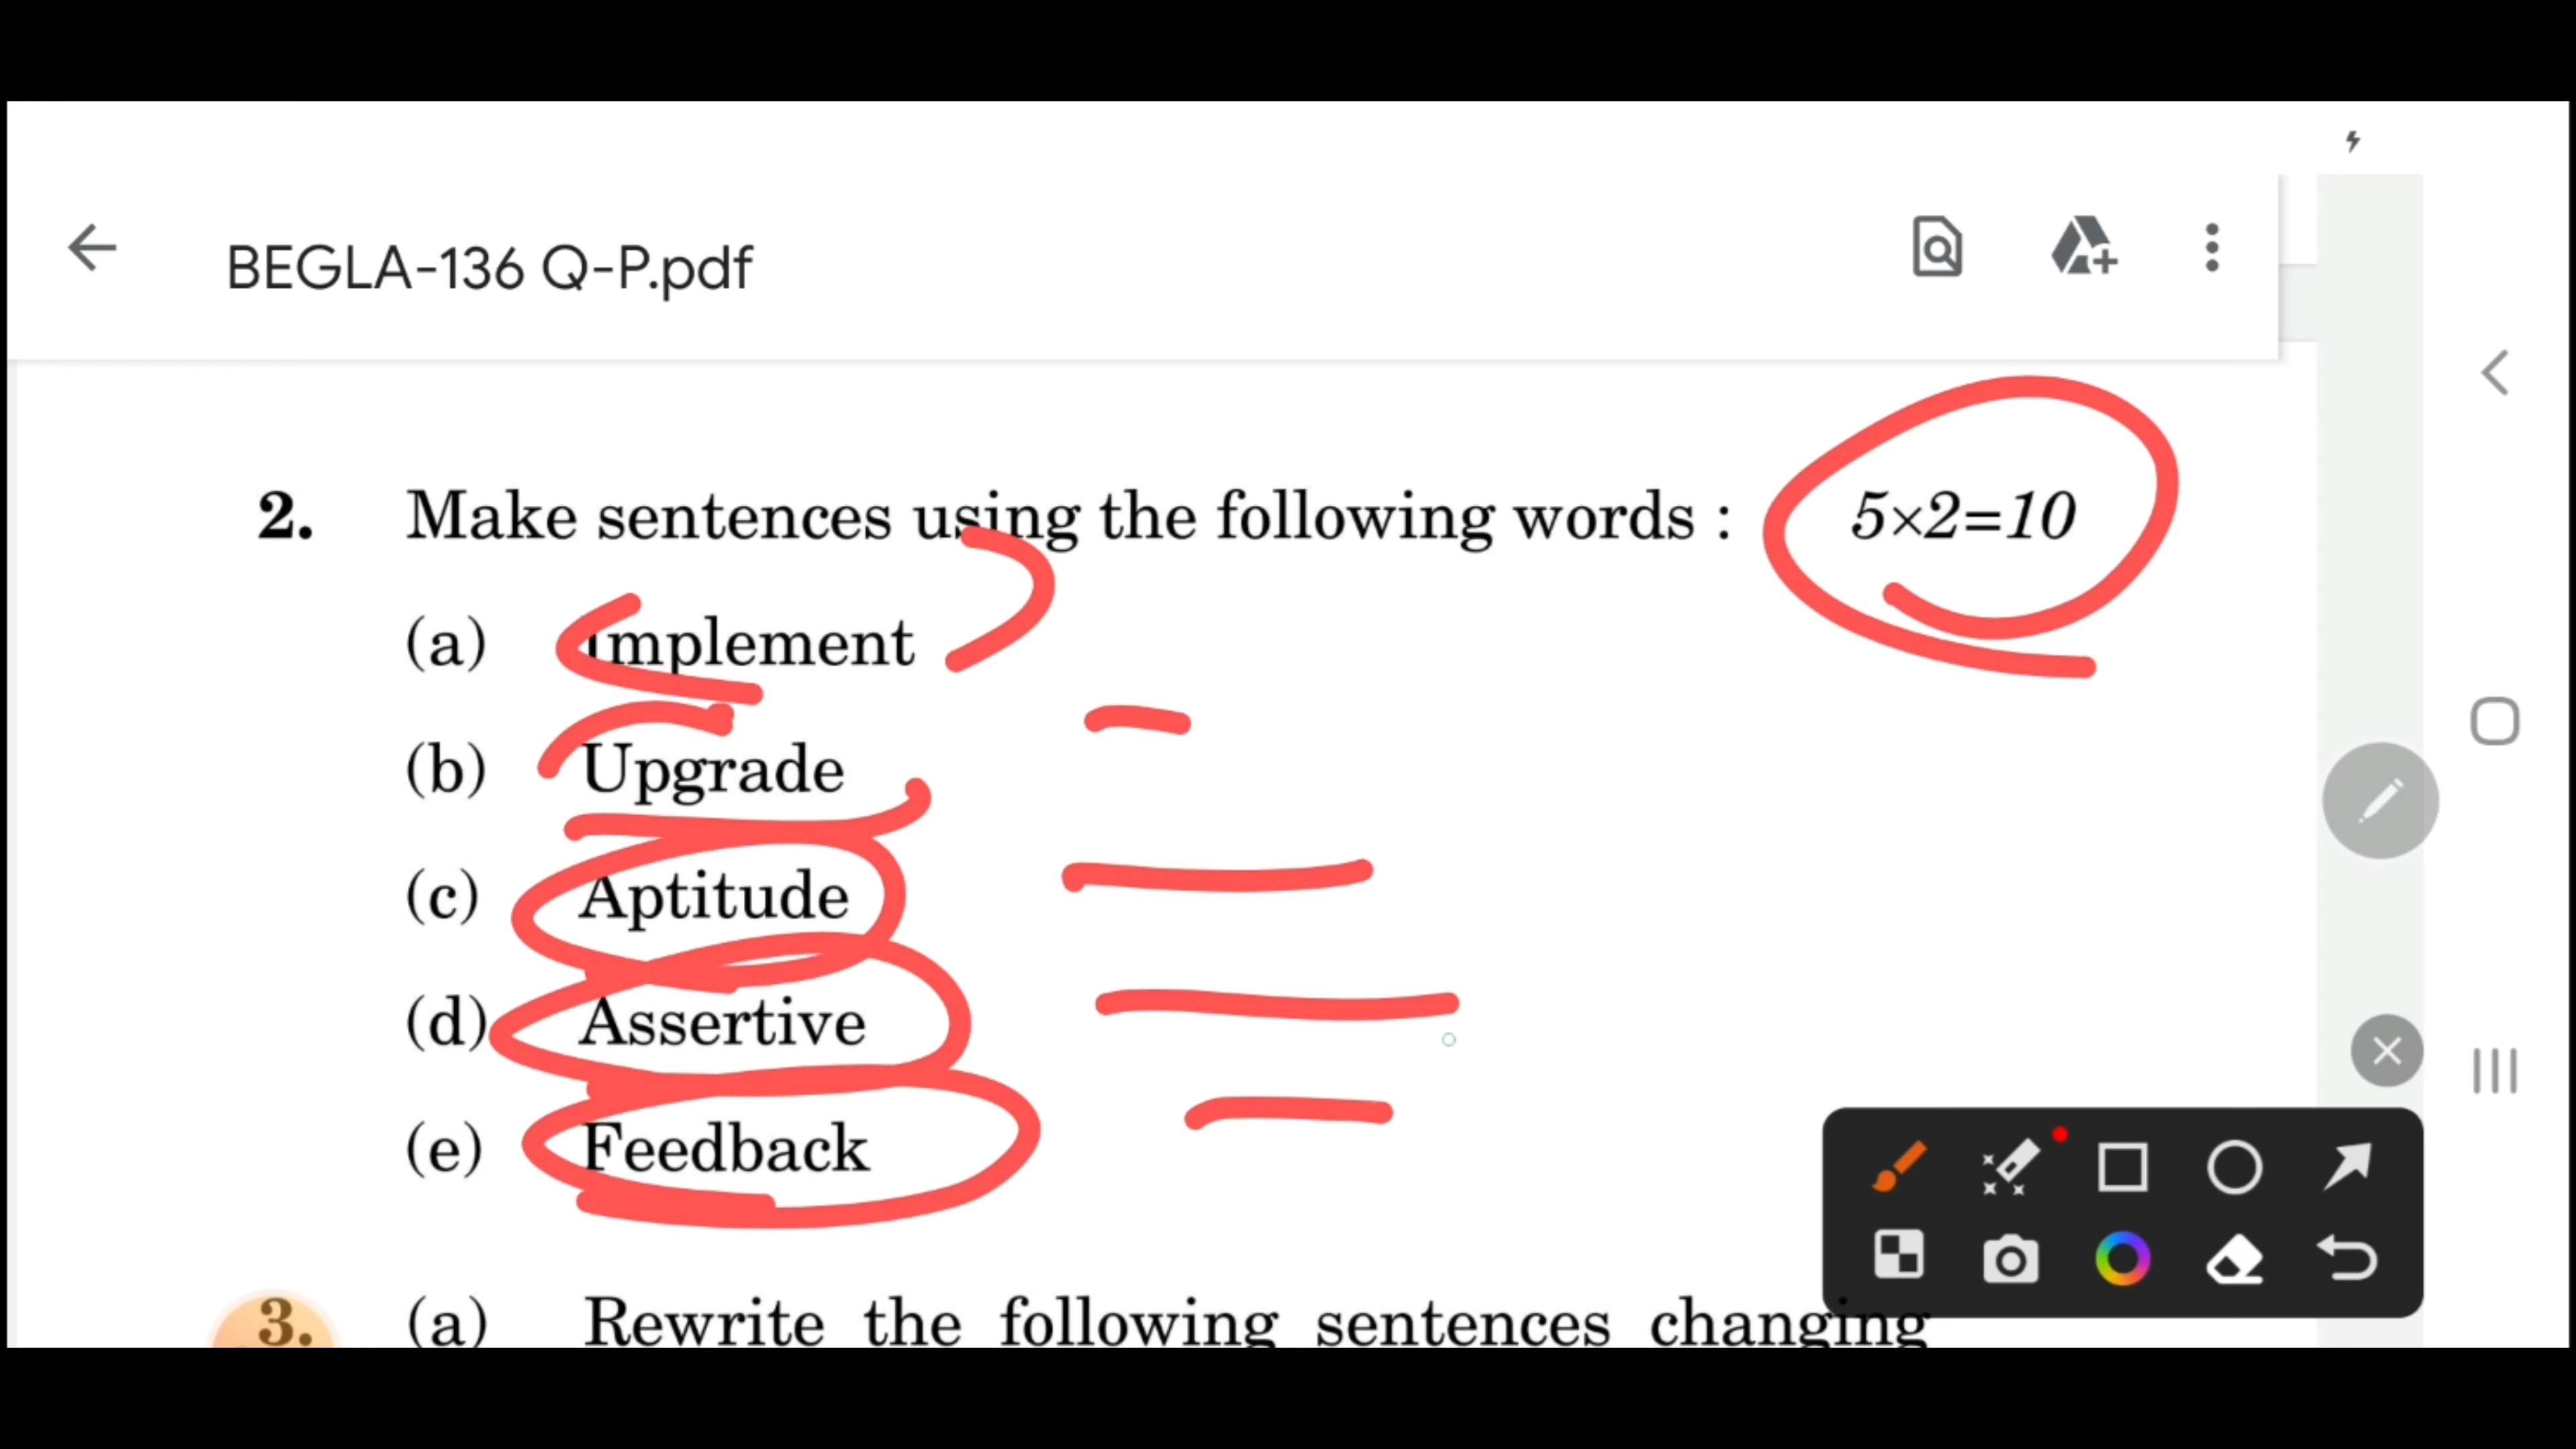 BEGLA-136 Q-P.pdf
2. Make sentences using the following words : 5×2=10
(a) Implement
(b) Upgrade
(c) Aptitude
(d) Assertive
(e) Feedback
3. (a) Rewrite the following sentences changing